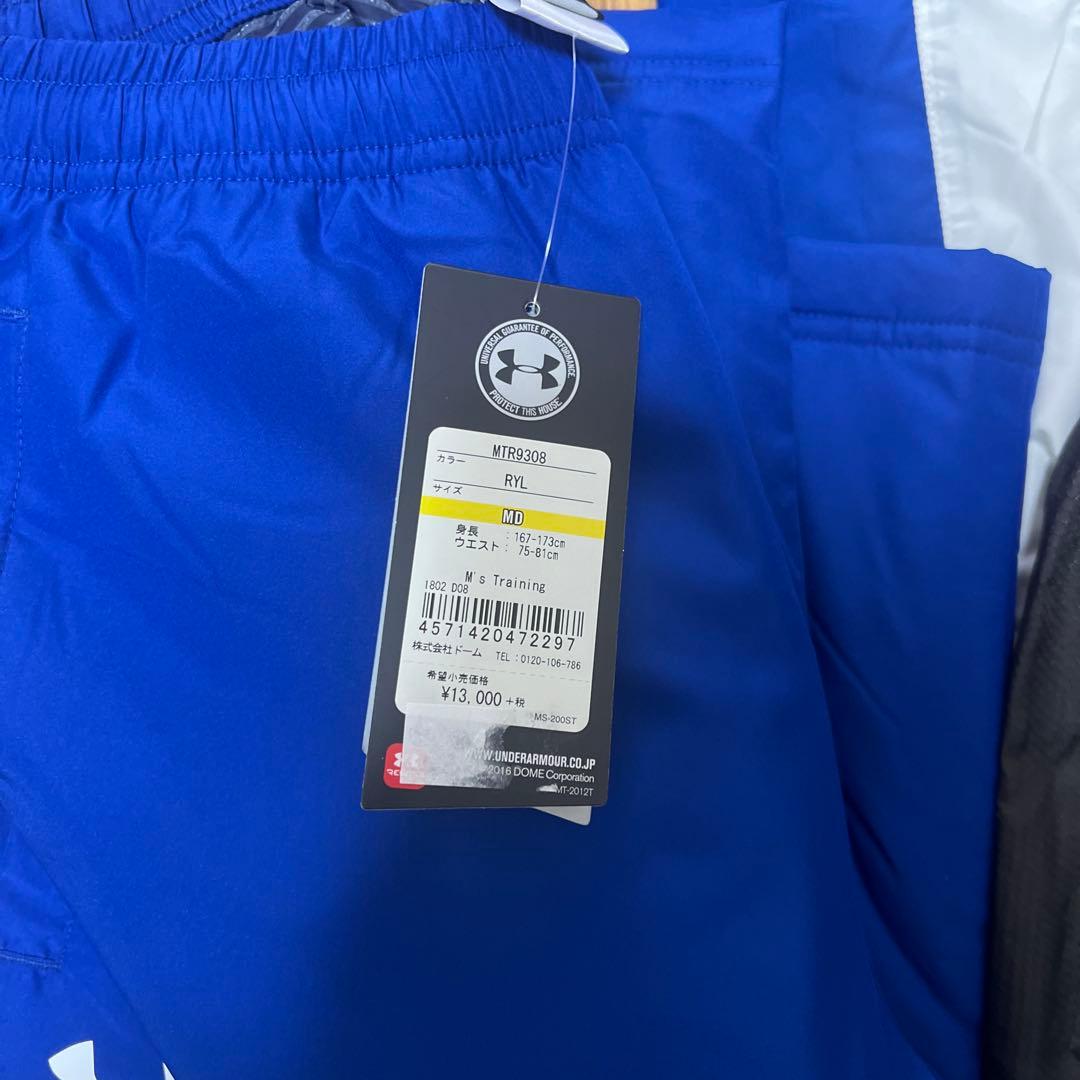 UNIVERSAL GUARANTEE OF PERFORMANCE.
PROTECT THIS HOUSE.
MTR9308
カラー
RYL
サイズ
MD
身長 : 167-173cm
ウエスト : 75-81cm
M's Training
1802 D08
4571420472297
株式会社ドーム TEL:0120-106-786
希望小売価格
¥13,000+税
MS-200ST
WWW.UNDERARMOUR.CO.JP
2016 DOME Corporation
MT-2012T